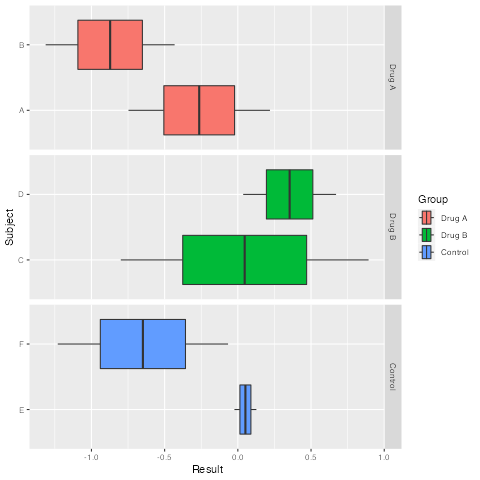 B
A
Drug A
D
C
Drug B
F
E
Control
Subject
-1.0
-0.5
0.0
0.5
1.0
Result
Group
Drug A
Drug B
Control